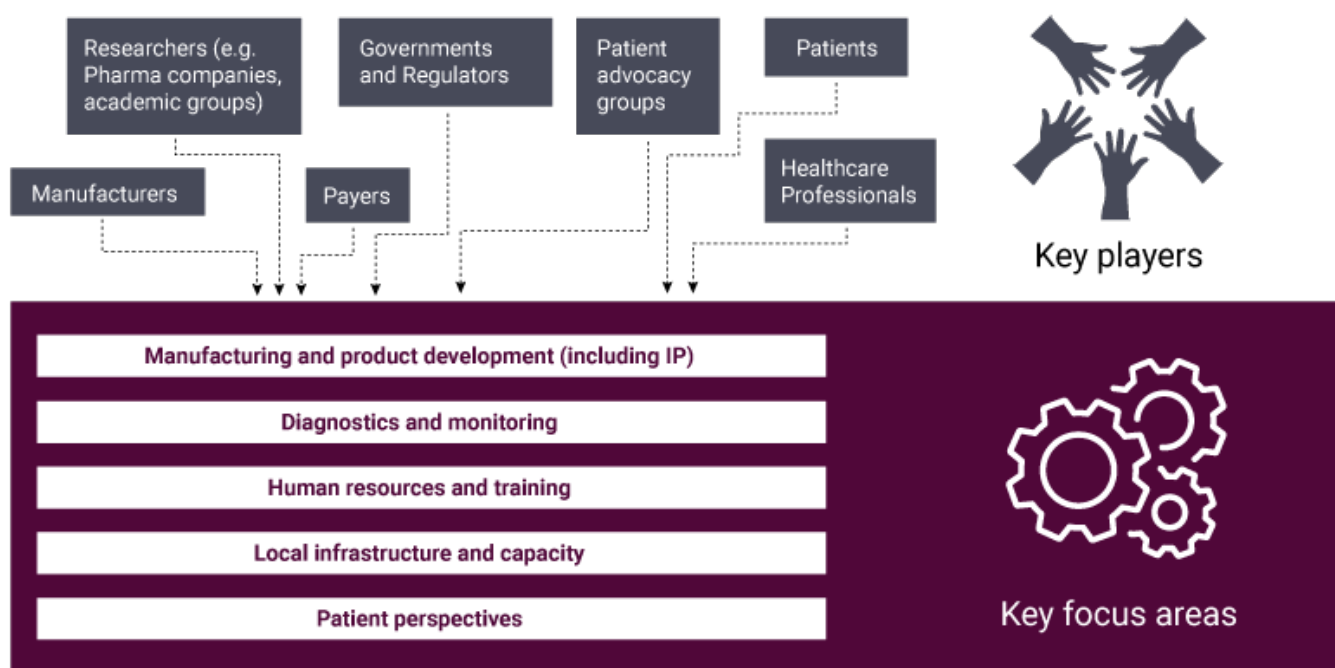 Researchers (e.g.
Pharma companies,
academic groups)
Governments
and Regulators
Patient
advocacy
groups
Patients
Manufacturers
Payers
Healthcare
Professionals
Key players
Manufacturing and product development (including IP)
Diagnostics and monitoring
Human resources and training
Local infrastructure and capacity
Patient perspectives
Key focus areas